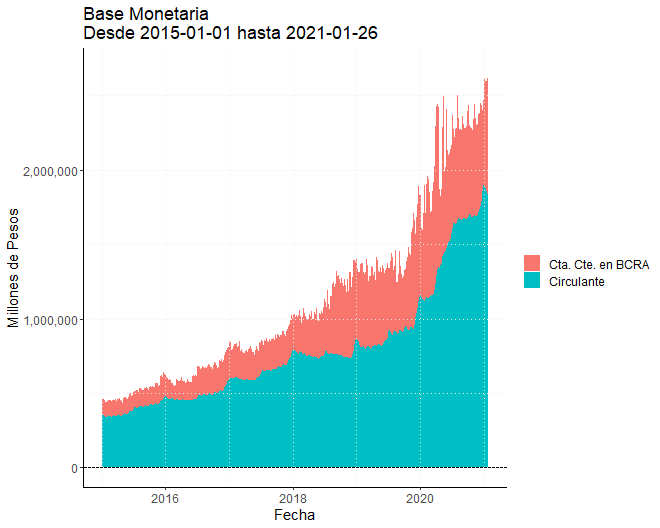 Base Monetaria
Desde 2015-01-01 hasta 2021-01-26
2,000,000
1,000,000
0
Millones de Pesos
2016
2018
2020
Fecha
Cta. Cte. en BCRA
Circulante